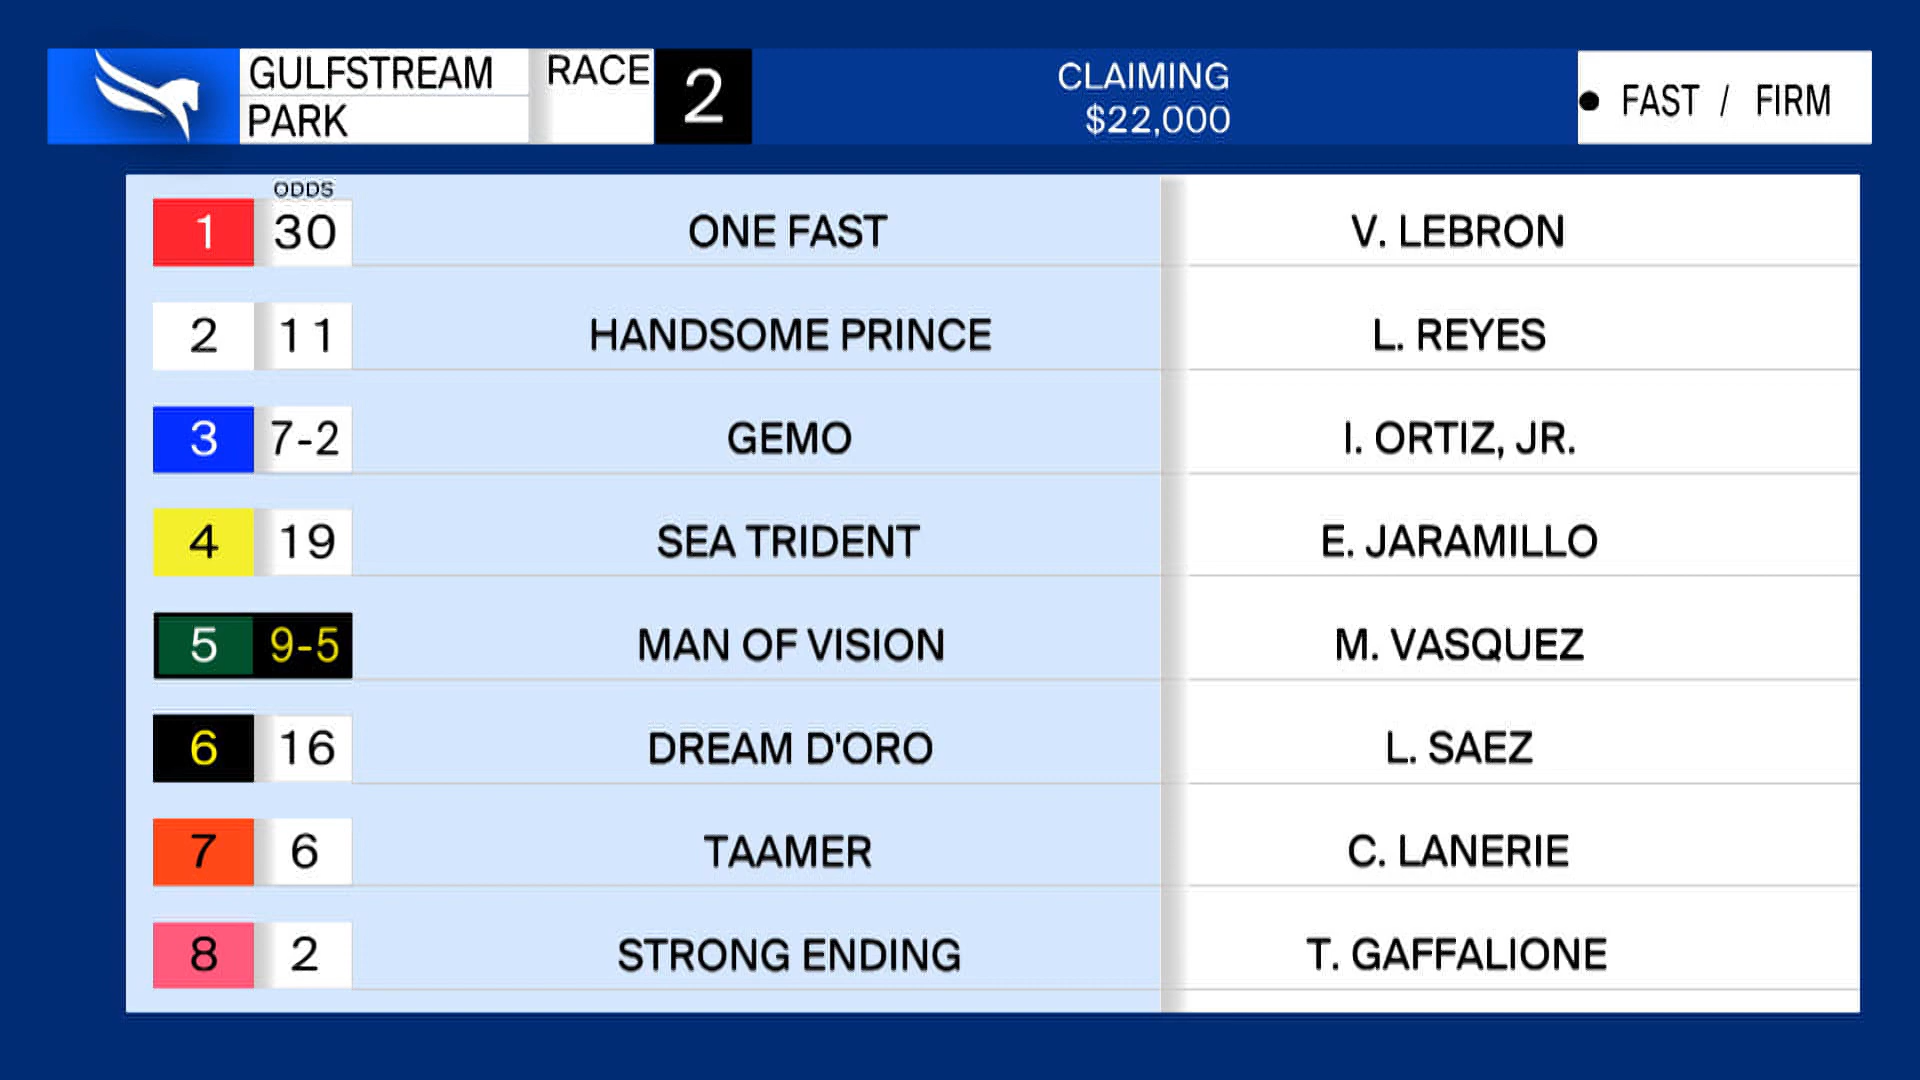 GULFSTREAM PARK
RACE 2
CLAIMING
$22,000
• FAST / FIRM
ODDS
1 30 ONE FAST V. LEBRON
2 11 HANDSOME PRINCE L. REYES
3 7-2 GEMO I. ORTIZ, JR.
4 19 SEA TRIDENT E. JARAMILLO
5 9-5 MAN OF VISION M. VASQUEZ
6 16 DREAM D'ORO L. SAEZ
7 6 TAAMER C. LANERIE
8 2 STRONG ENDING T. GAFFALIONE